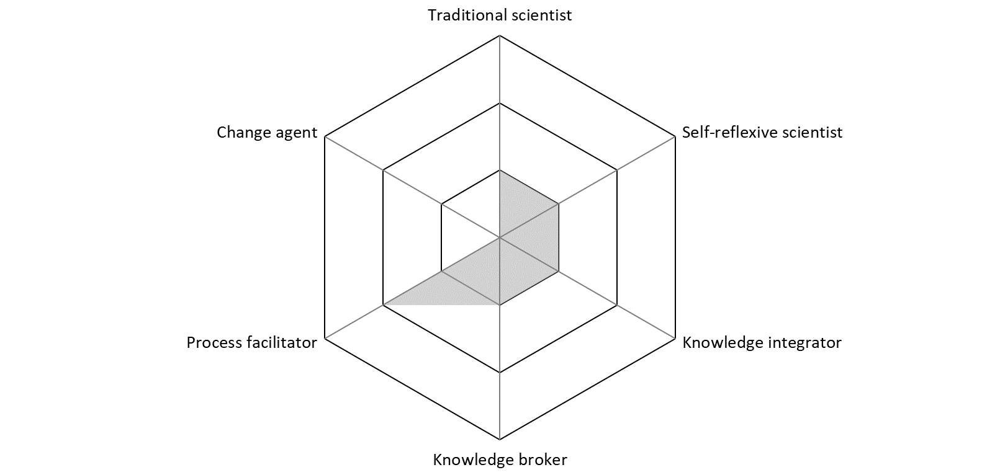 Traditional scientist
Change agent
Self-reflexive scientist
Process facilitator
Knowledge integrator
Knowledge broker